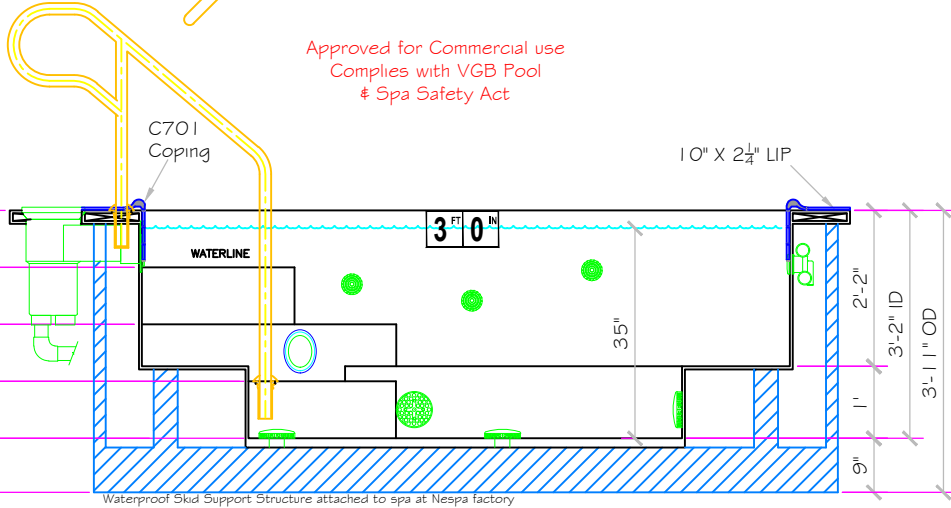 Approved for Commercial use
Complies with VGB Pool
& Spa Safety Act
C701
Coping
10" X 2¼" LIP
3 FT 0 IN
WATERLINE
35"
2'-2"
3'-2" ID
3'-11" OD
1'
9"
Waterproof Skid Support Structure attached to spa at Nespa factory